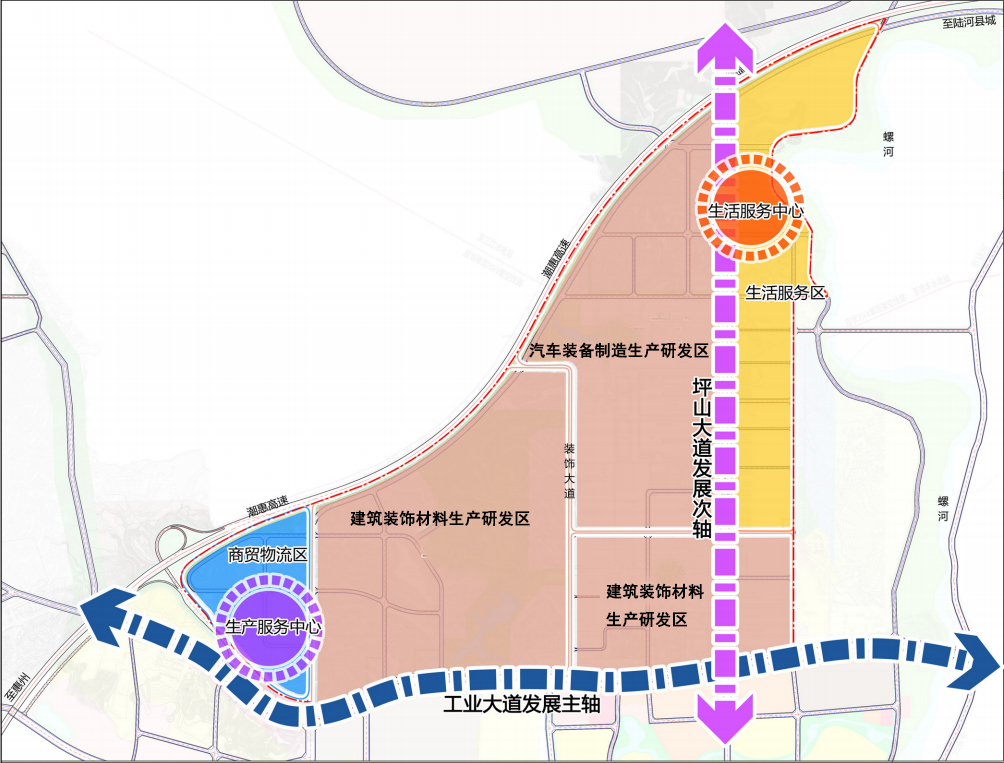 至陆河县城
螺河
生活服务中心
潮惠高速
生活服务区
汽车装备制造生产研发区
坪山大道发展次轴
装饰大道
潮惠高速
建筑装饰材料生产研发区
螺河
商贸物流区
建筑装饰材料
生产研发区
生产服务中心
至惠州
工业大道发展主轴